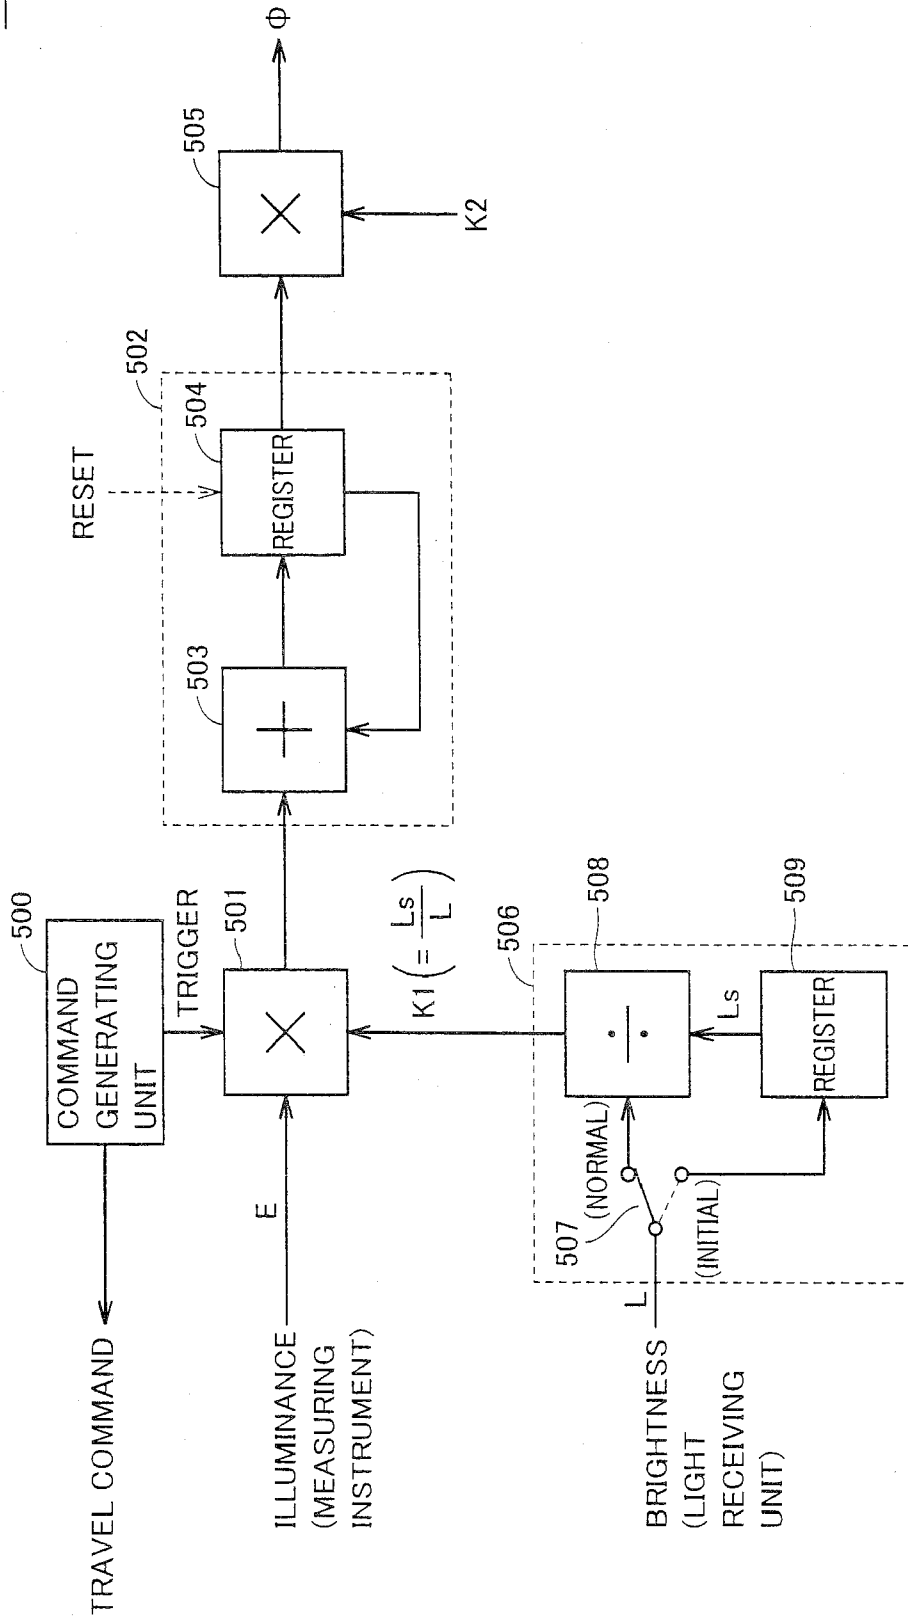 TRAVEL COMMAND
COMMAND
GENERATING
UNIT
500
TRIGGER
ILLUMINANCE
(MEASURING
INSTRUMENT)
E
501
502
503
RESET
504
REGISTER
505
K2
Φ
K1 (= Ls/L)
BRIGHTNESS
(LIGHT
RECEIVING
UNIT)
L
506
507
(NORMAL)
(INITIAL)
508
Ls
509
REGISTER